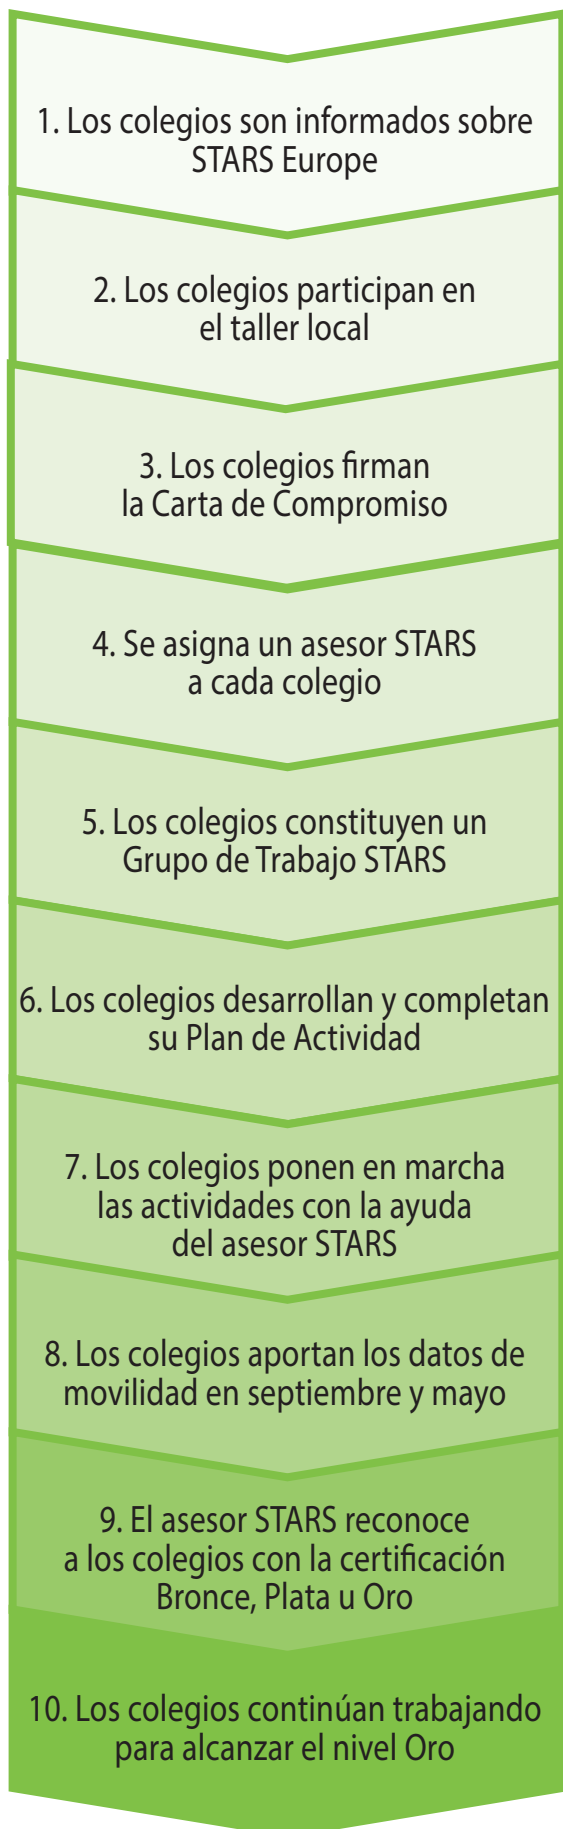 1. Los colegios son informados sobre
STARS Europe
2. Los colegios participan en
el taller local
3. Los colegios firman
la Carta de Compromiso
4. Se asigna un asesor STARS
a cada colegio
5. Los colegios constituyen un
Grupo de Trabajo STARS
6. Los colegios desarrollan y completan
su Plan de Actividad
7. Los colegios ponen en marcha
las actividades con la ayuda
del asesor STARS
8. Los colegios aportan los datos de
movilidad en septiembre y mayo
9. El asesor STARS reconoce
a los colegios con la certificación
Bronce, Plata u Oro
10. Los colegios continúan trabajando
para alcanzar el nivel Oro